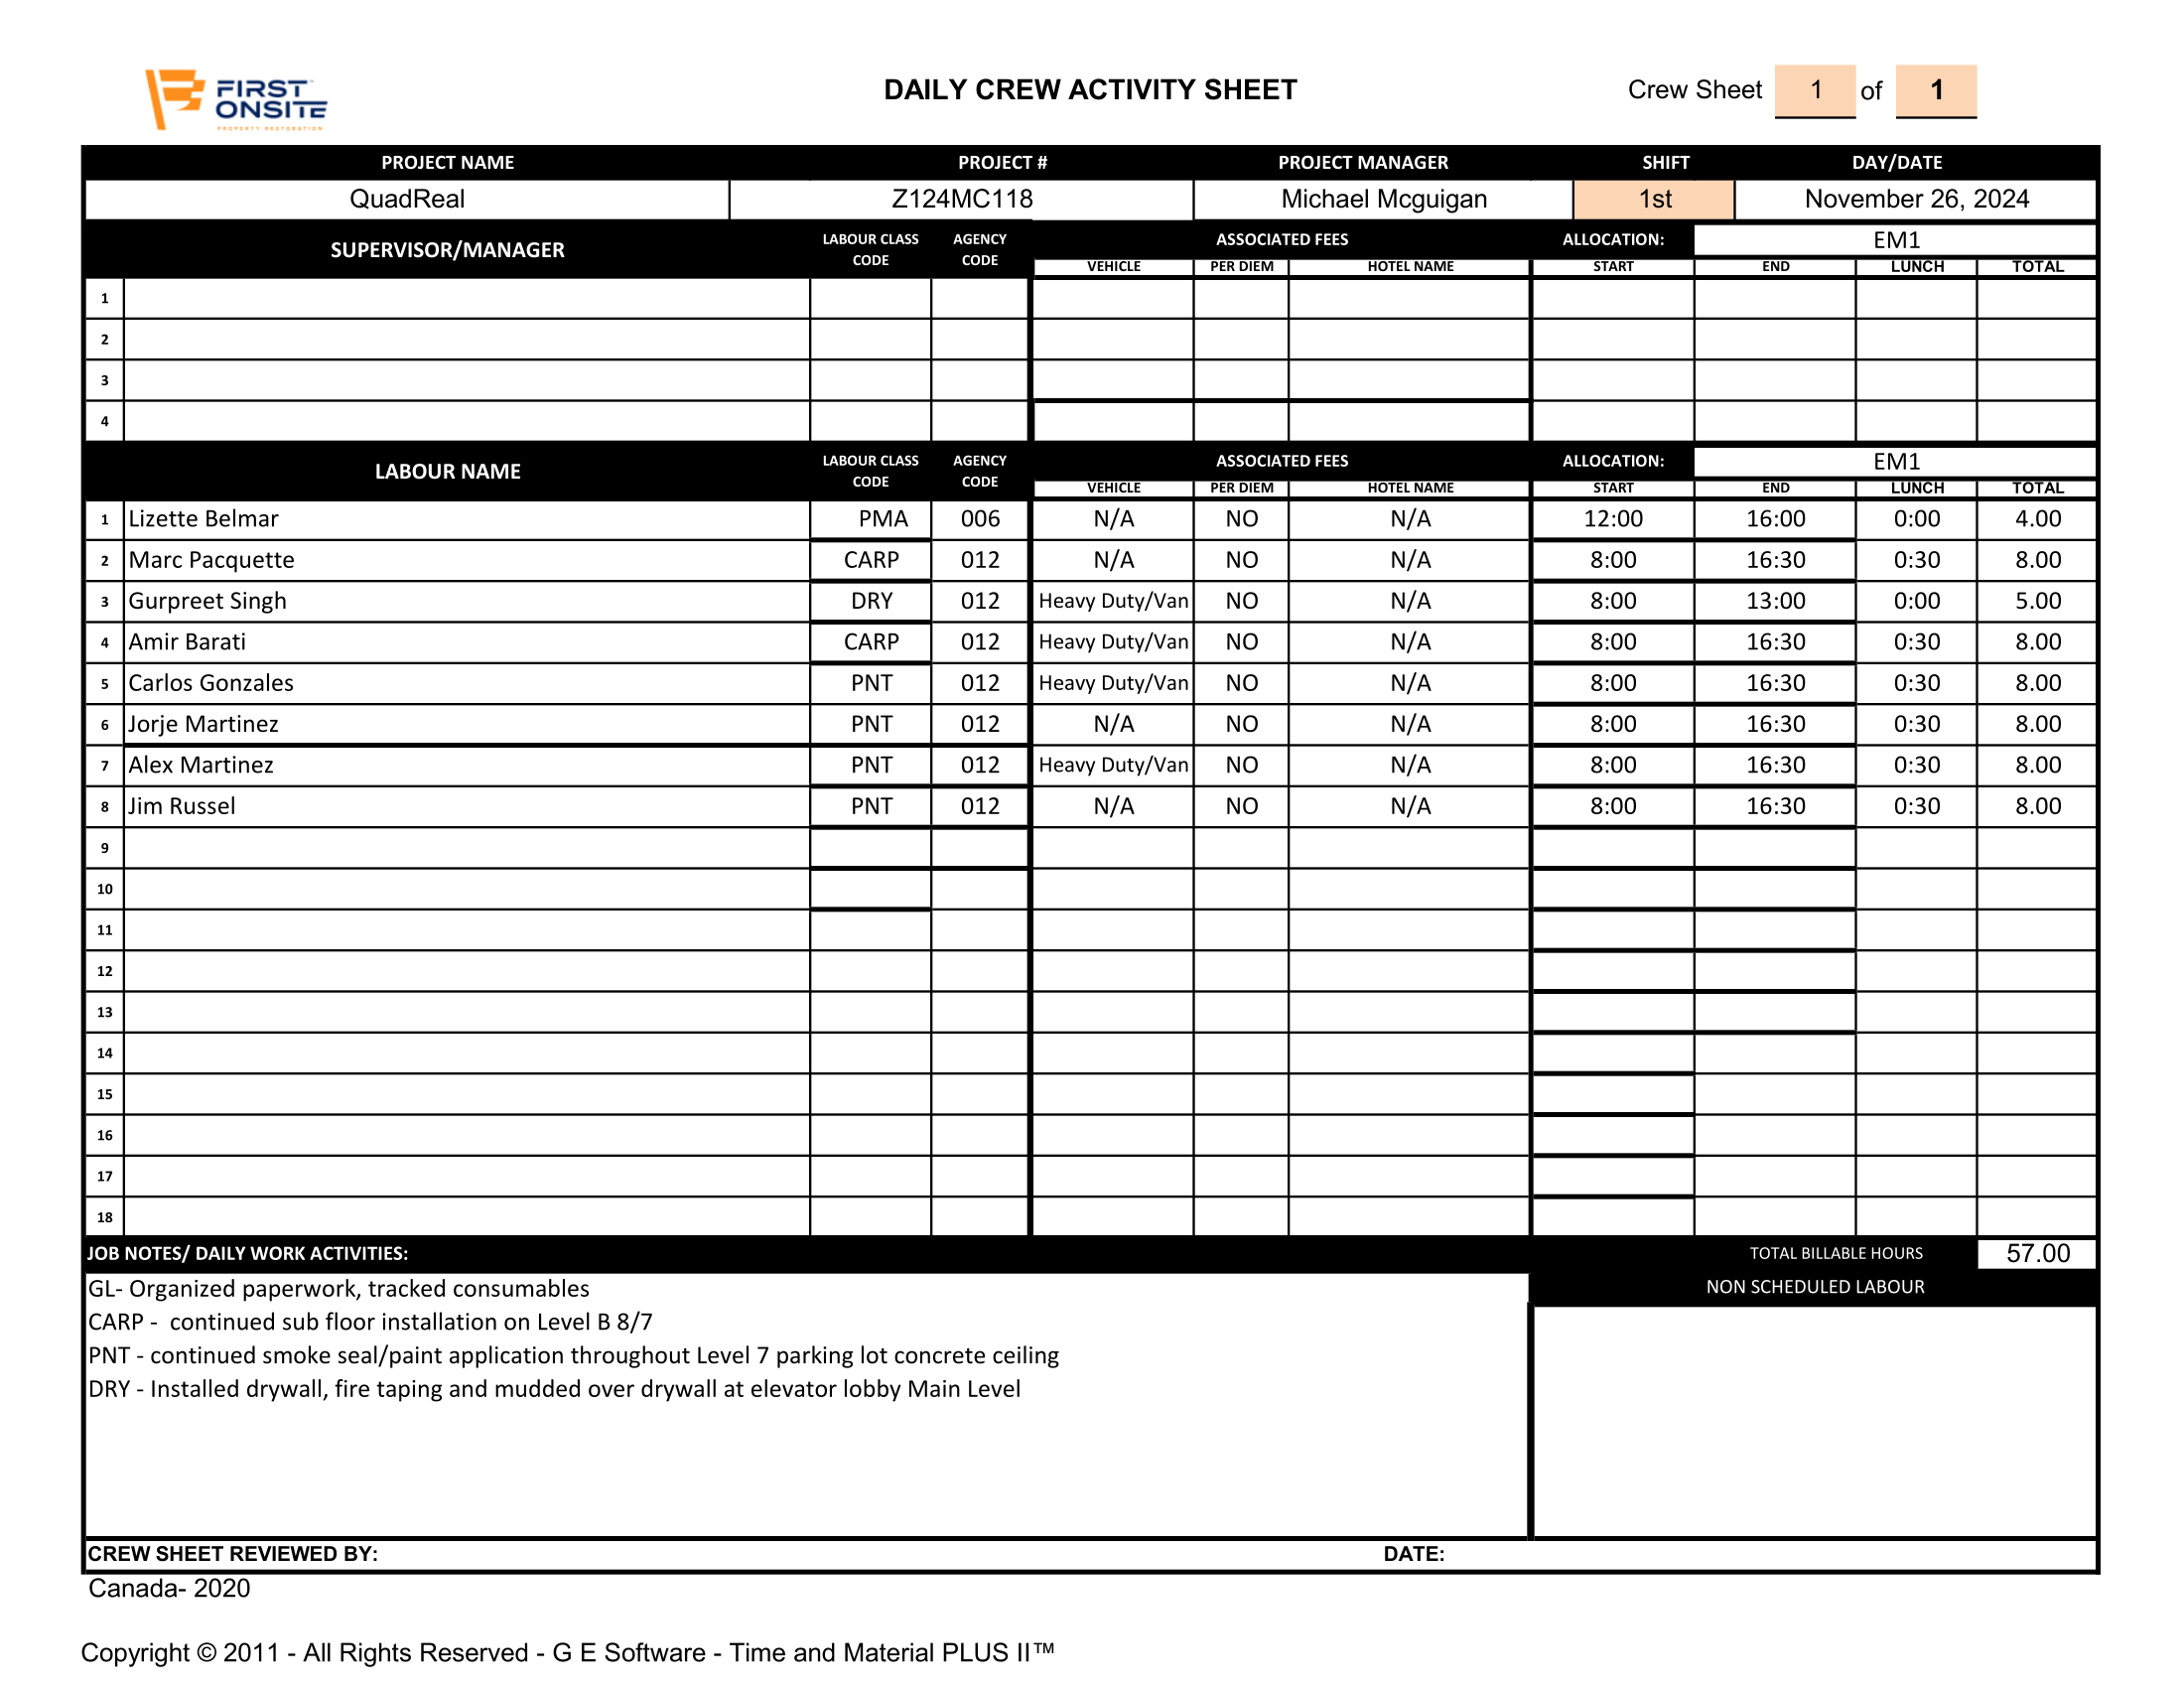 FIRST ONSITE PROPERTY RESTORATION
DAILY CREW ACTIVITY SHEET
Crew Sheet 1 of 1
PROJECT NAME PROJECT # PROJECT MANAGER SHIFT DAY/DATE
QuadReal Z124MC118 Michael Mcguigan 1st November 26, 2024
SUPERVISOR/MANAGER LABOUR CLASS CODE AGENCY CODE ASSOCIATED FEES ALLOCATION: EM1
VEHICLE PER DIEM HOTEL NAME START END LUNCH TOTAL
1
2
3
4
LABOUR NAME LABOUR CLASS CODE AGENCY CODE ASSOCIATED FEES ALLOCATION: EM1
VEHICLE PER DIEM HOTEL NAME START END LUNCH TOTAL
1 Lizette Belmar PMA 006 N/A NO N/A 12:00 16:00 0:00 4.00
2 Marc Pacquette CARP 012 N/A NO N/A 8:00 16:30 0:30 8.00
3 Gurpreet Singh DRY 012 Heavy Duty/Van NO N/A 8:00 13:00 0:00 5.00
4 Amir Barati CARP 012 Heavy Duty/Van NO N/A 8:00 16:30 0:30 8.00
5 Carlos Gonzales PNT 012 Heavy Duty/Van NO N/A 8:00 16:30 0:30 8.00
6 Jorje Martinez PNT 012 N/A NO N/A 8:00 16:30 0:30 8.00
7 Alex Martinez PNT 012 Heavy Duty/Van NO N/A 8:00 16:30 0:30 8.00
8 Jim Russel PNT 012 N/A NO N/A 8:00 16:30 0:30 8.00
9
10
11
12
13
14
15
16
17
18
JOB NOTES/ DAILY WORK ACTIVITIES: TOTAL BILLABLE HOURS 57.00
GL- Organized paperwork, tracked consumables NON SCHEDULED LABOUR
CARP - continued sub floor installation on Level B 8/7
PNT - continued smoke seal/paint application throughout Level 7 parking lot concrete ceiling
DRY - Installed drywall, fire taping and mudded over drywall at elevator lobby Main Level
CREW SHEET REVIEWED BY: DATE:
Canada- 2020
Copyright © 2011 - All Rights Reserved - G E Software - Time and Material PLUS II™